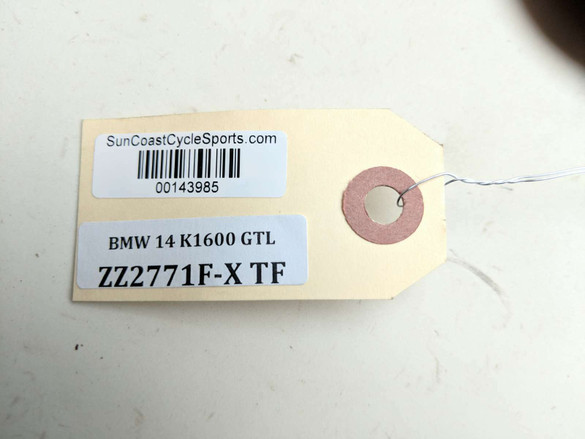 SunCoastCycleSports.com
00143985
BMW 14 K1600 GTL
ZZ2771F-X TF